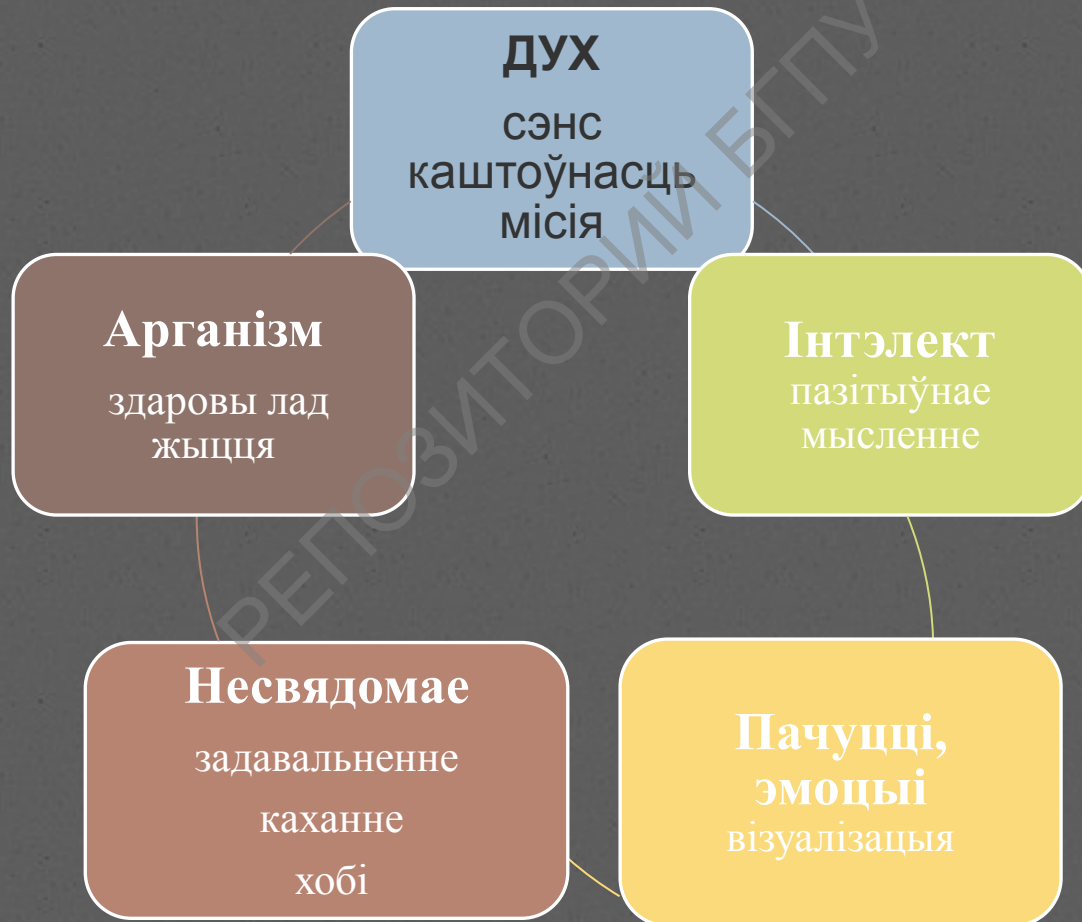 ДУХ
сэнс
каштоўнасць
місія
Арганізм
здаровы лад
жыцця
Інтэлект
пазітыўнае
мысленне
Несвядомае
задавальненне
каханне
хобі
Пачуцці,
эмоцыі
візуалізацыя
РЕПОЗИТОРИЙ БГПУ